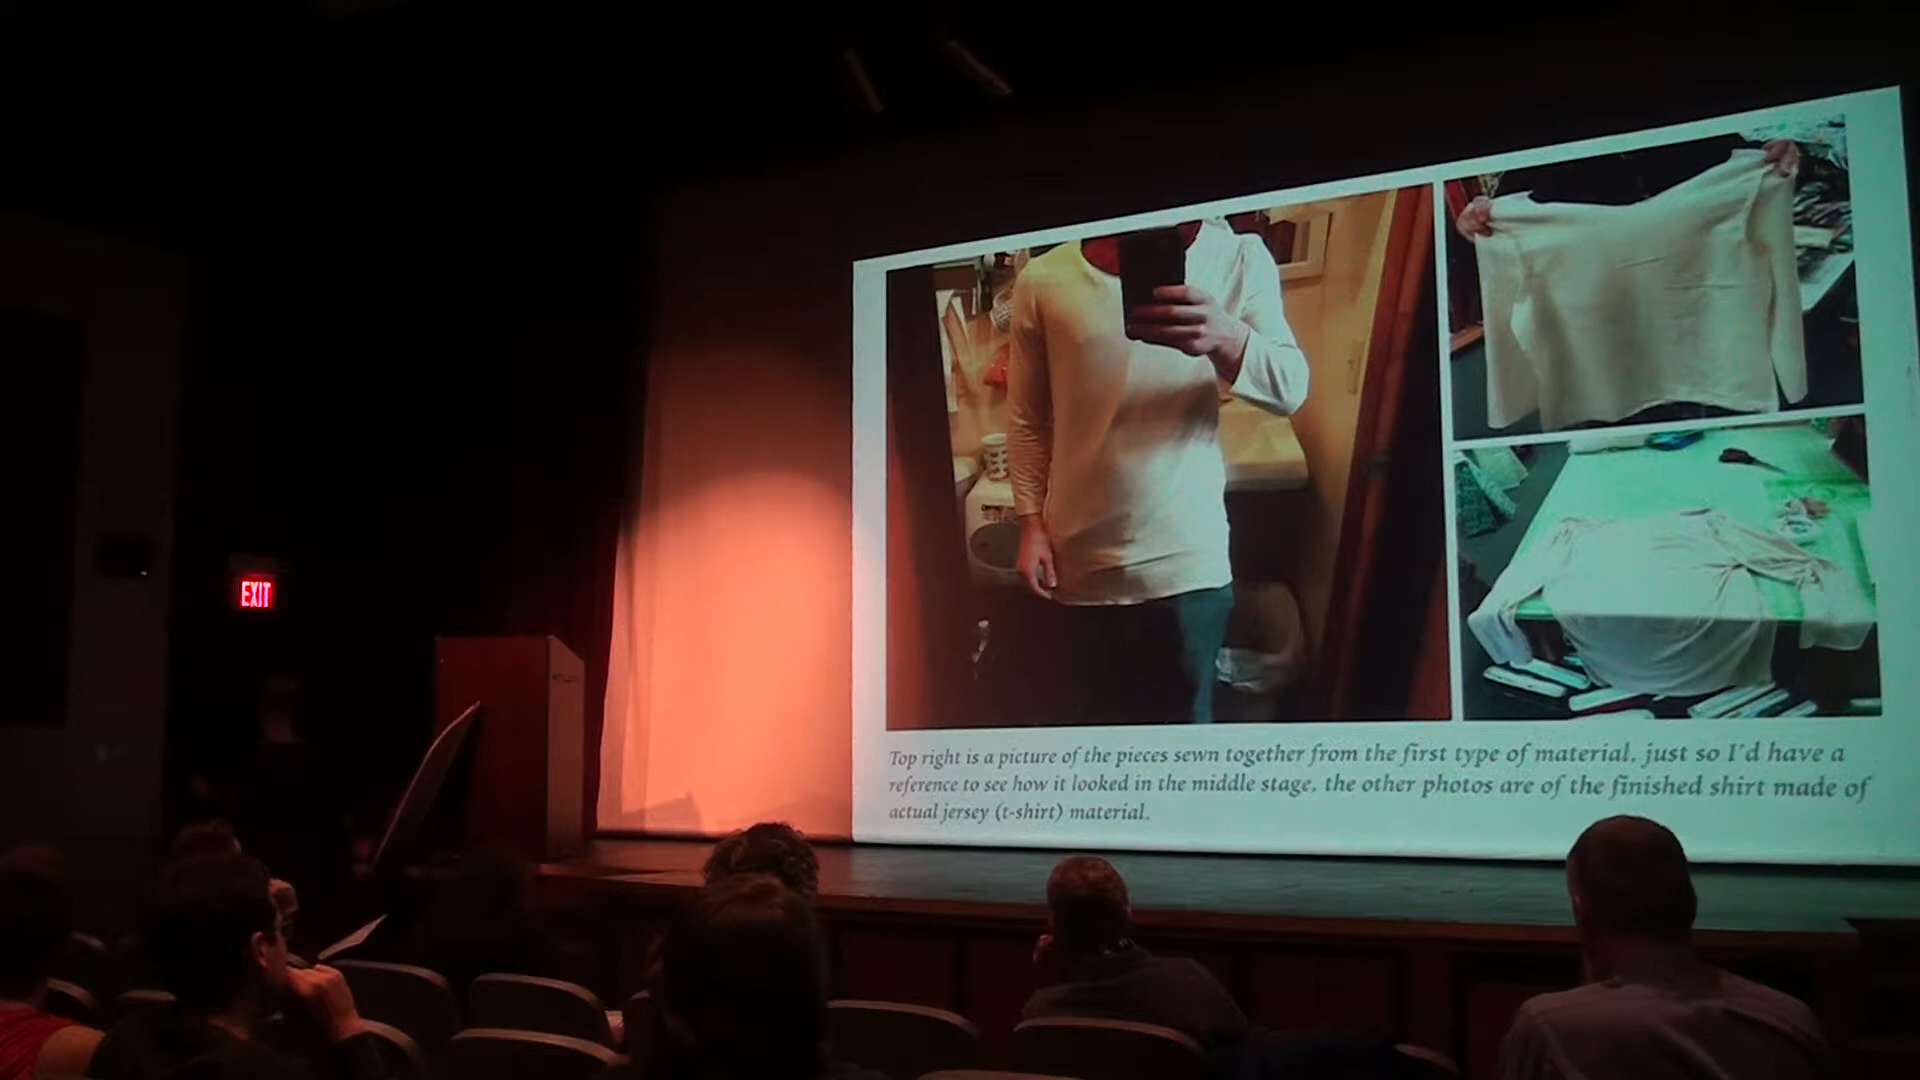 EXIT
Top right is a picture of the pieces sewn together from the first type of material, just so I'd have a
reference to see how it looked in the middle stage, the other photos are of the finished shirt made of
actual jersey (t-shirt) material.